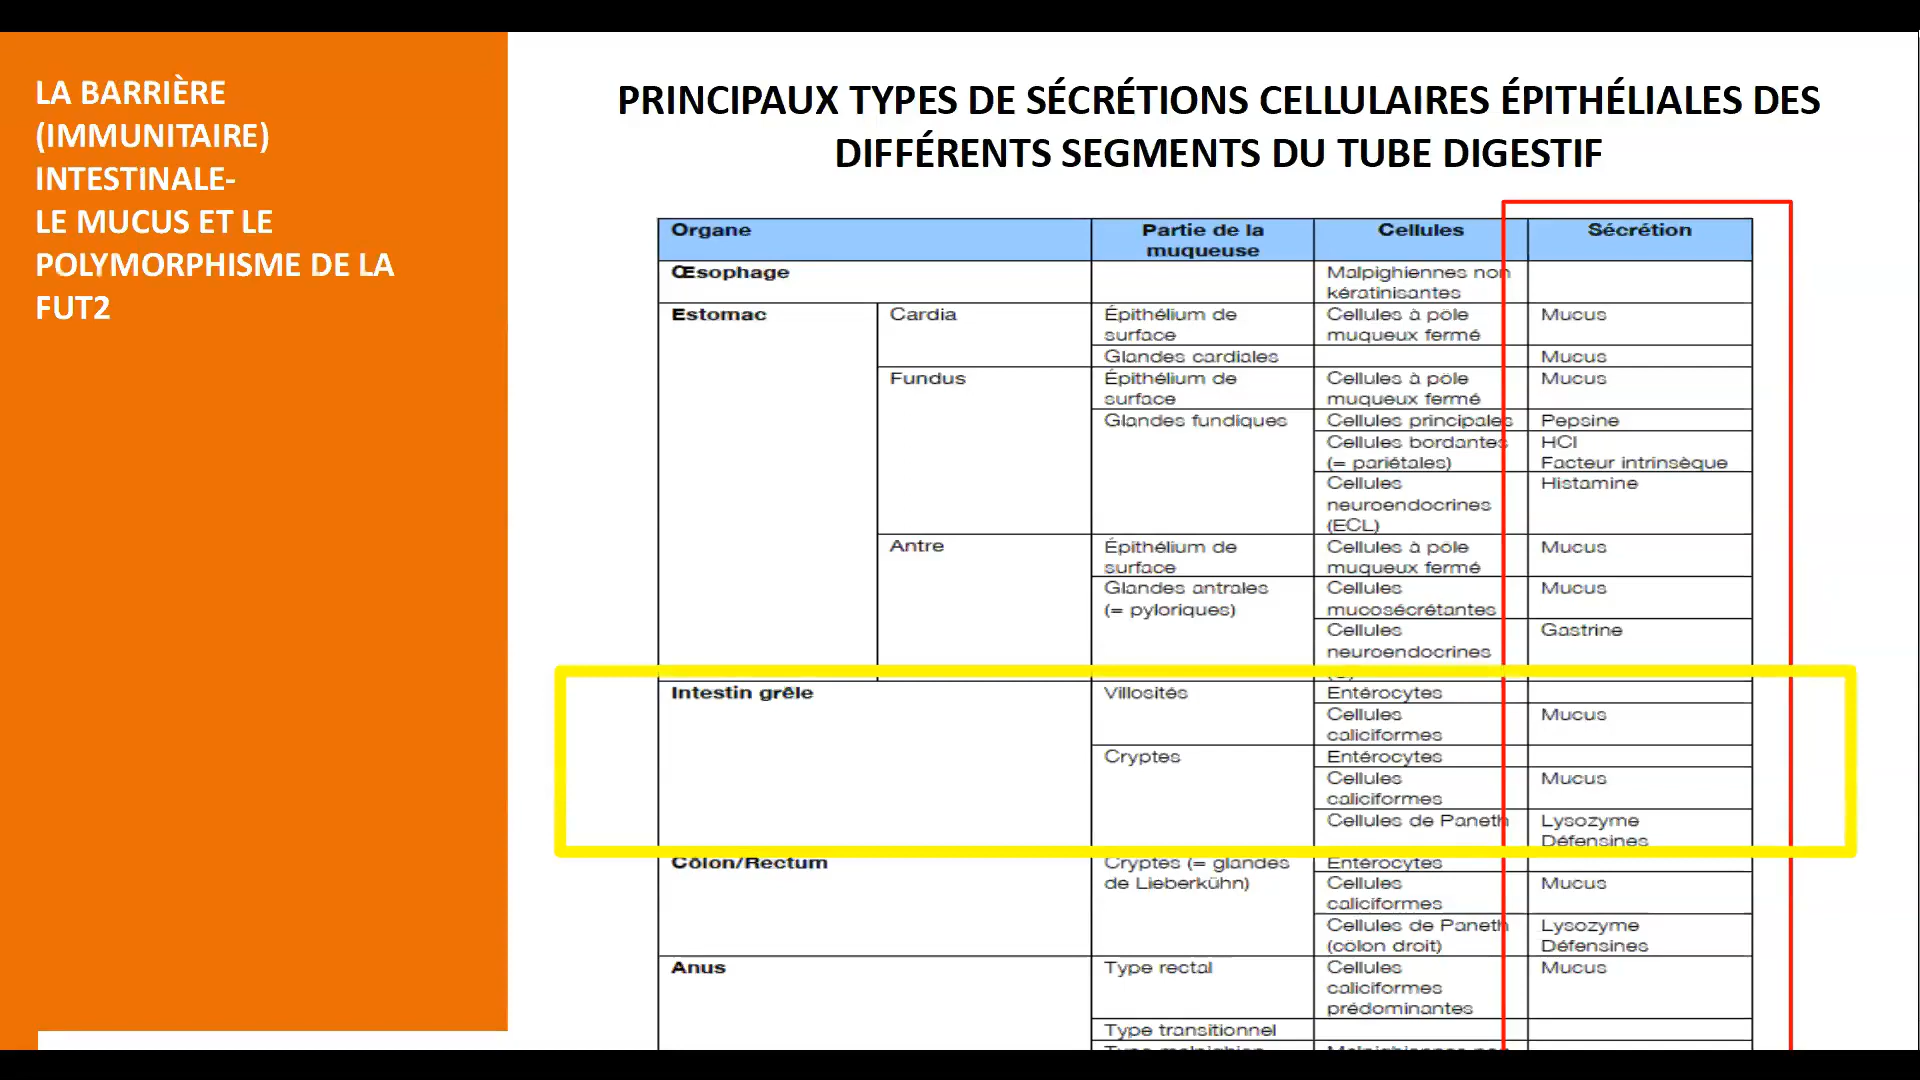 LA BARRIÈRE
(IMMUNITAIRE)
INTESTINALE-
LE MUCUS ET LE
POLYMORPHISME DE LA
FUT2
PRINCIPAUX TYPES DE SÉCRÉTIONS CELLULAIRES ÉPITHÉLIALES DES
DIFFÉRENTS SEGMENTS DU TUBE DIGESTIF
Organe
Partie de la
muqueuse
Cellules
Sécrétion
Œsophage
Malpighiennes non
kératinisantes
Estomac
Cardia
Épithélium de
surface
Cellules à pôle
muqueux fermé
Mucus
Glandes cardiales
Mucus
Fundus
Épithélium de
surface
Cellules à pôle
muqueux fermé
Mucus
Glandes fundiques
Cellules principales
Pepsine
Cellules bordantes
(= pariétales)
HCl
Facteur intrinsèque
Cellules
neuroendocrines
(ECL)
Histamine
Antre
Épithélium de
surface
Cellules à pôle
muqueux fermé
Mucus
Glandes antrales
(= pyloriques)
Cellules
mucosécrétantes
Mucus
Cellules
neuroendocrines
Gastrine
Intestin grêle
Villosités
Entérocytes
Cellules
caliciformes
Mucus
Cryptes
Entérocytes
Cellules
caliciformes
Mucus
Cellules de Paneth
Lysozyme
Défensines
Côlon/Rectum
Cryptes (= glandes
de Lieberkühn)
Entérocytes
Cellules
caliciformes
Mucus
Cellules de Paneth
(côlon droit)
Lysozyme
Défensines
Anus
Type rectal
Cellules
caliciformes
prédominantes
Mucus
Type transitionnel